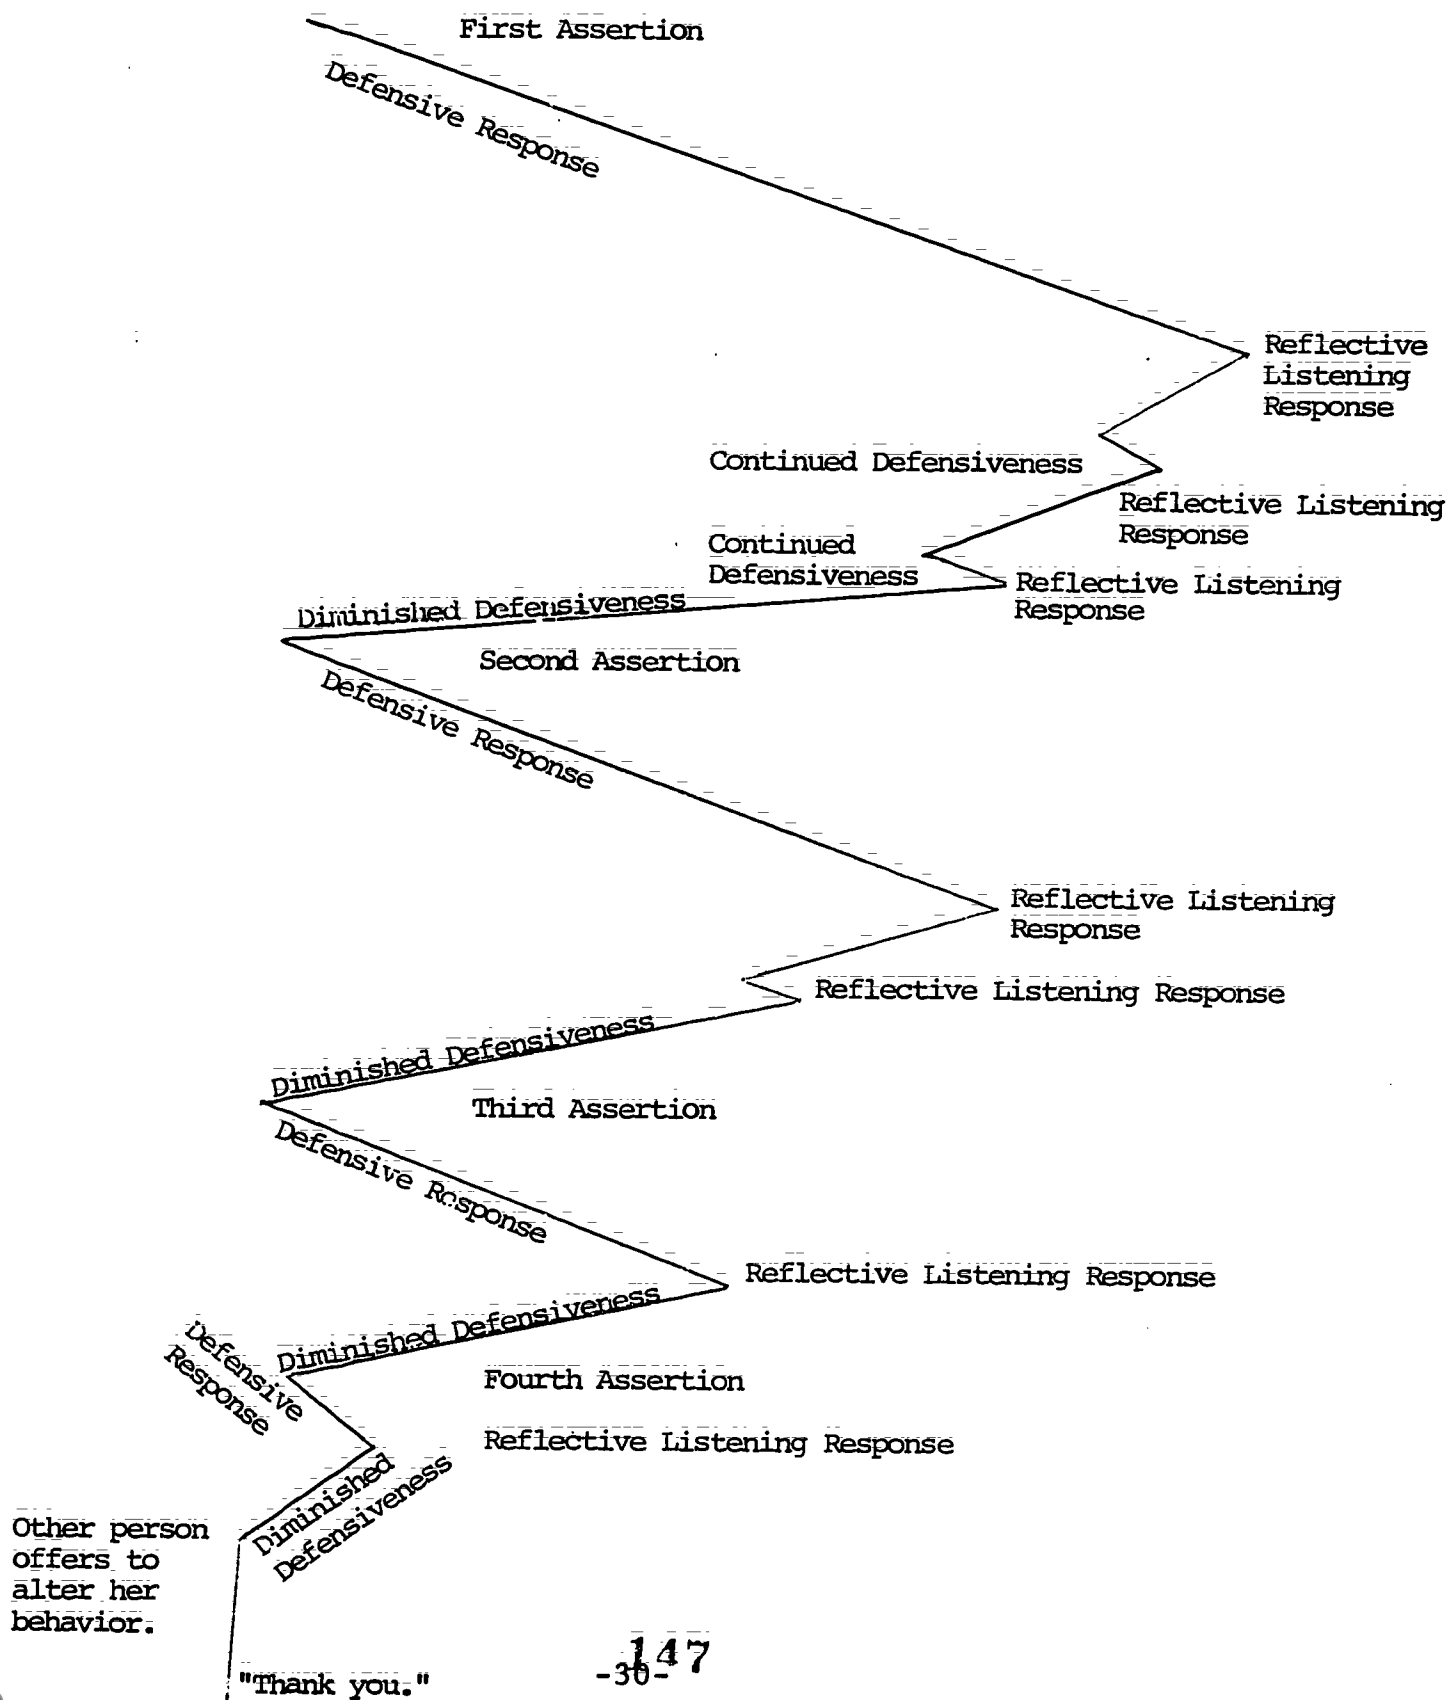 First Assertion
Defensive Response
Reflective
Listening
Response
Continued Defensiveness
Reflective Listening
Response
Continued
Defensiveness
Reflective Listening
Response
Diminished Defensiveness
Second Assertion
Defensive Response
Reflective Listening
Response
Reflective Listening Response
Diminished Defensiveness
Third Assertion
Defensive Response
Reflective Listening Response
Diminished Defensiveness
Defensive
Response
Fourth Assertion
Reflective Listening Response
Diminished
Defensiveness
Other person
offers to
alter her
behavior.
"Thank you."
147
-30-